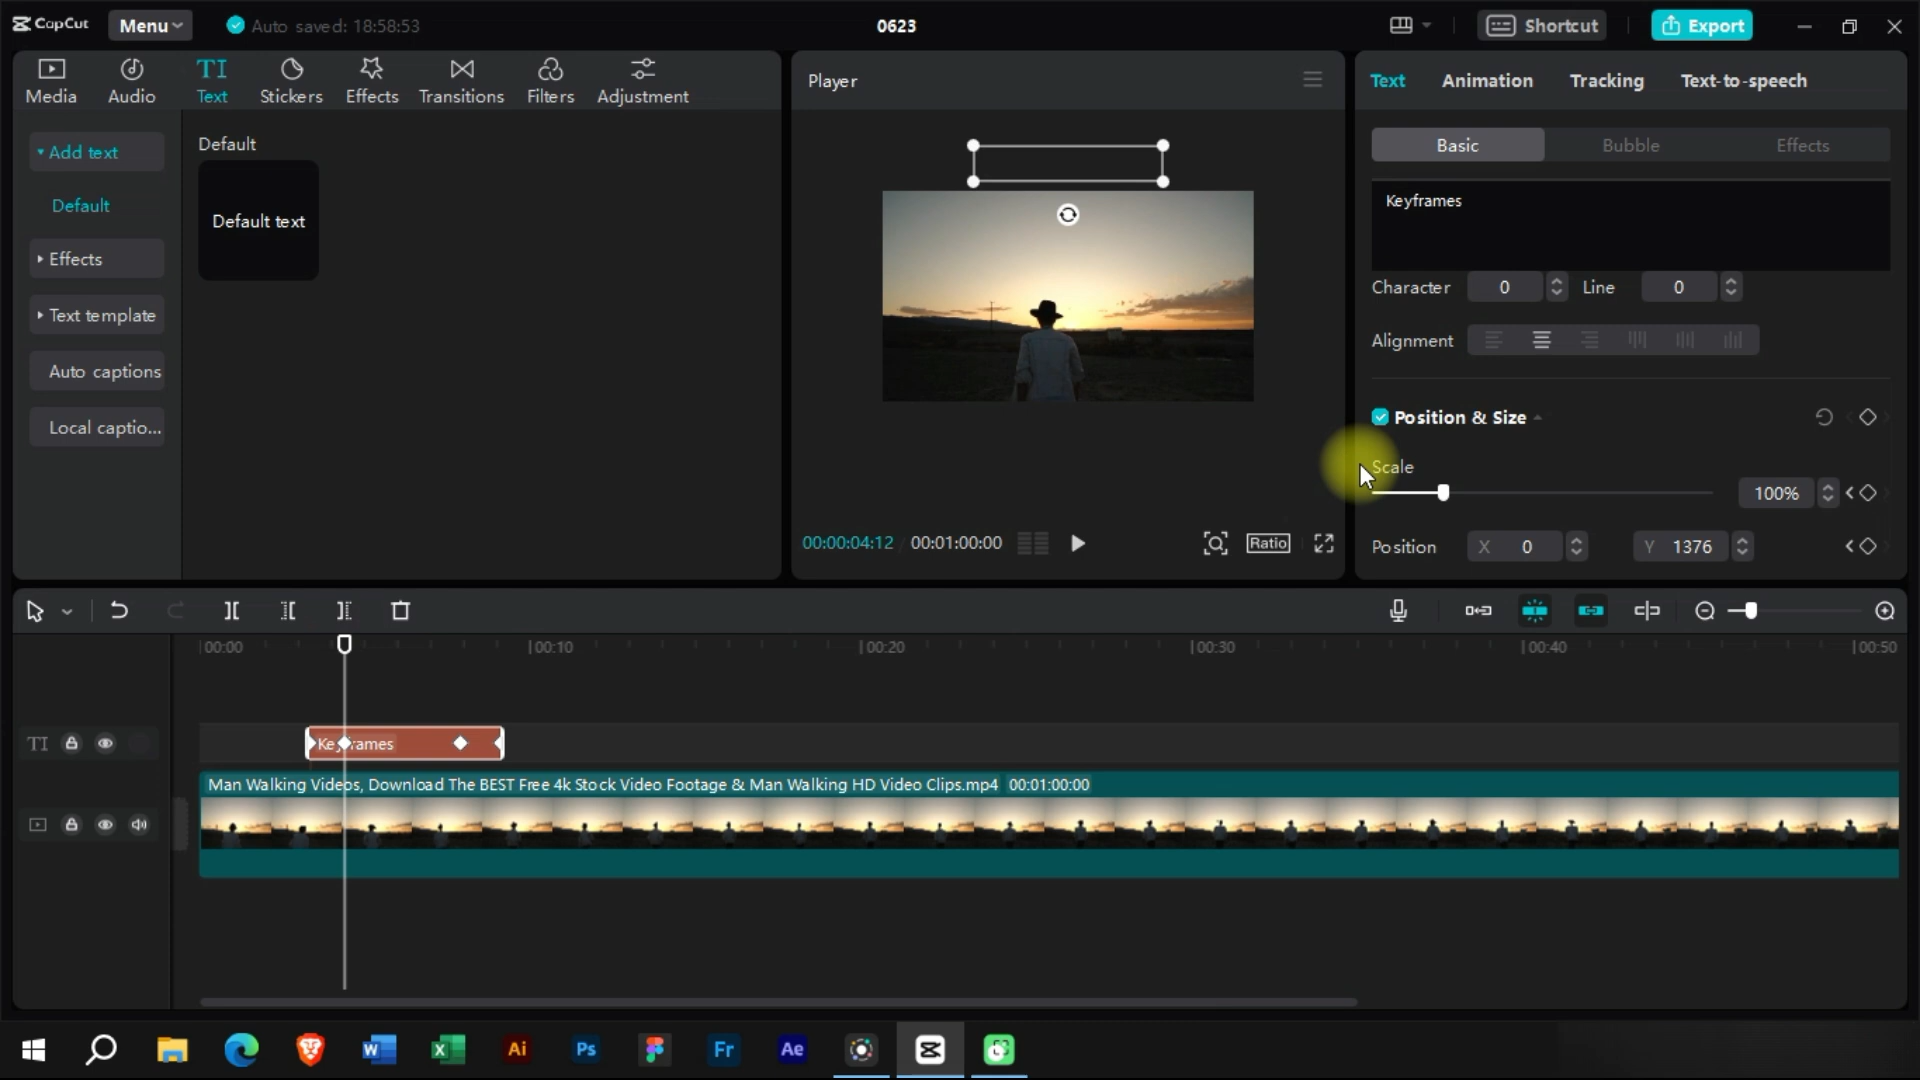 CapCut Menu Auto saved: 18:58:53 0623 Shortcut Export
Media Audio Text Stickers Effects Transitions Filters Adjustment
Add text
Default
Effects
Text template
Auto captions
Local captio...
Default
Default text
Player
00:00:04:12 / 00:01:00:00 Ratio
Text Animation Tracking Text-to-speech
Basic Bubble Effects
Keyframes
Character 0 Line 0
Alignment
Position & Size
Scale
100%
Position X 0 Y 1376
00:00 00:10 00:20 00:30 00:40 00:50
TI Keyframes
Man Walking Videos, Download The BEST Free 4k Stock Video Footage & Man Walking HD Video Clips.mp4 00:01:00:00
W X Ai Ps Fr Ae